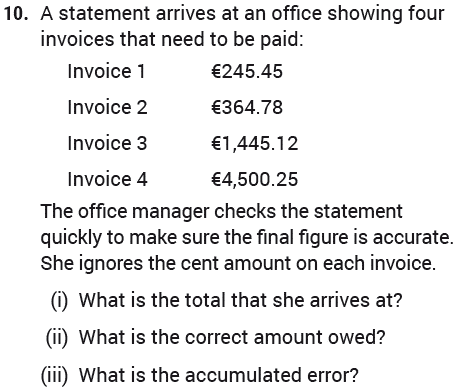 10. A statement arrives at an office showing four
invoices that need to be paid:
Invoice 1 €245.45
Invoice 2 €364.78
Invoice 3 €1,445.12
Invoice 4 €4,500.25
The office manager checks the statement
quickly to make sure the final figure is accurate.
She ignores the cent amount on each invoice.
(i) What is the total that she arrives at?
(ii) What is the correct amount owed?
(iii) What is the accumulated error?